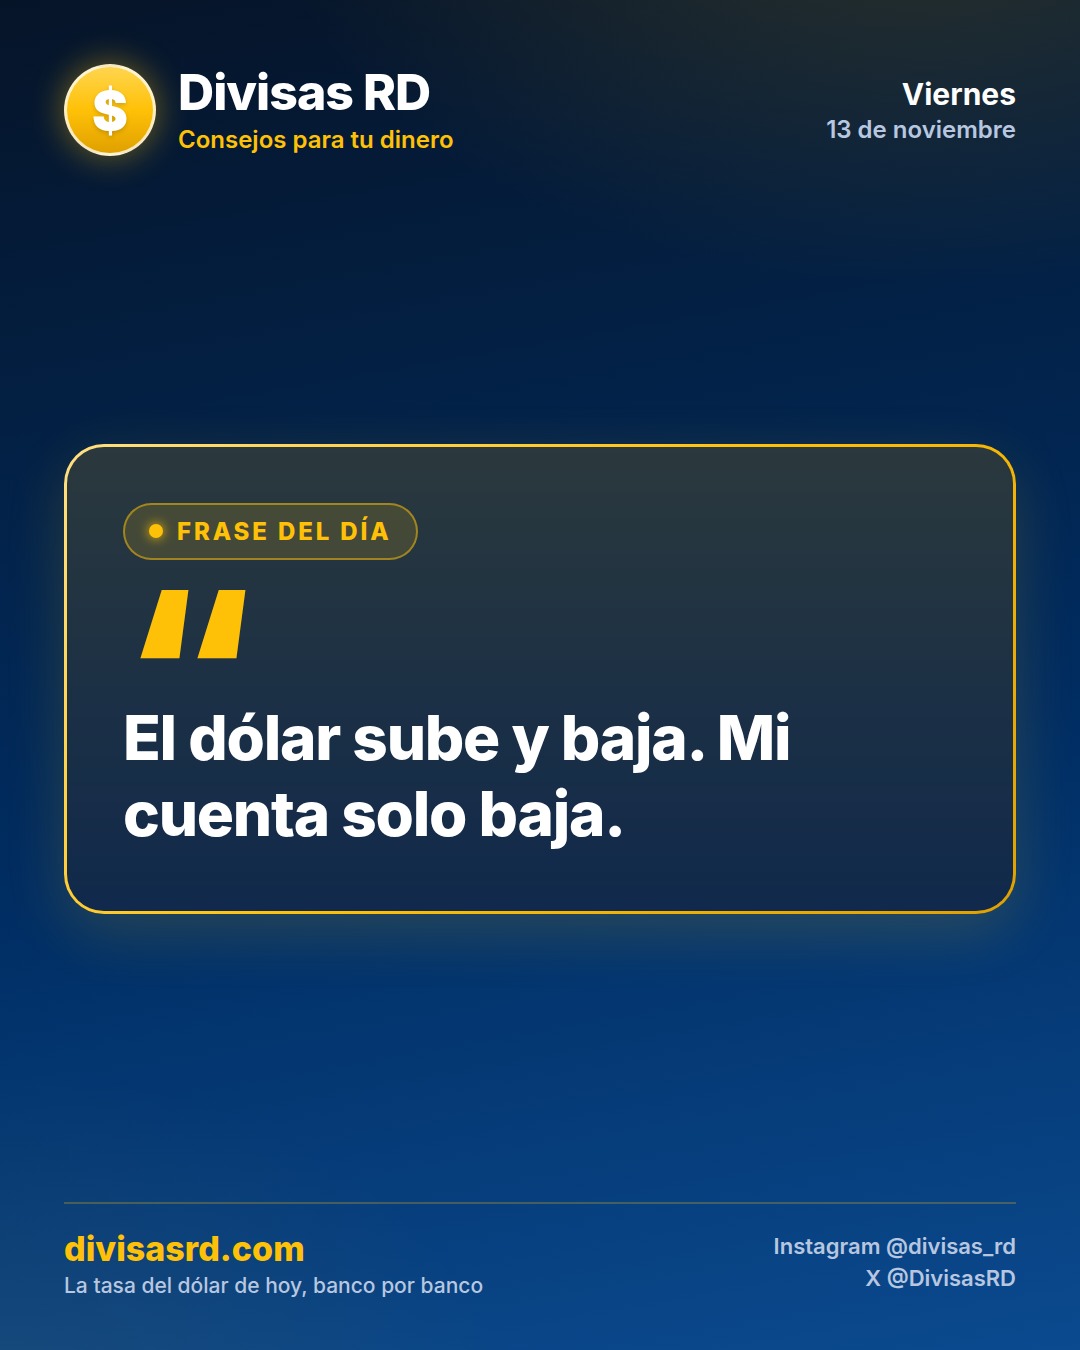 $
Divisas RD
Consejos para tu dinero
Viernes
13 de noviembre
FRASE DEL DÍA
“
El dólar sube y baja. Mi
cuenta solo baja.
divisasrd.com
La tasa del dólar de hoy, banco por banco
Instagram @divisas_rd
X @DivisasRD